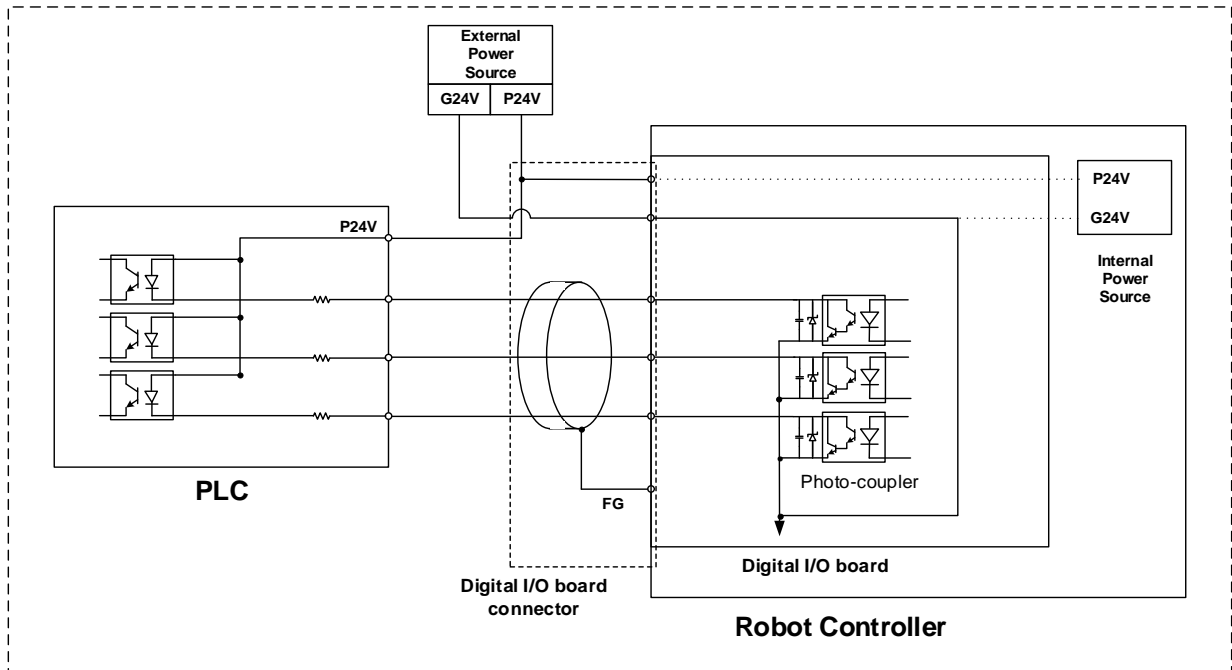 External
Power
Source
G24V P24V
P24V
G24V
Internal
Power
Source
P24V
PLC
FG
Photo-coupler
Digital I/O board
Digital I/O board
connector
Robot Controller